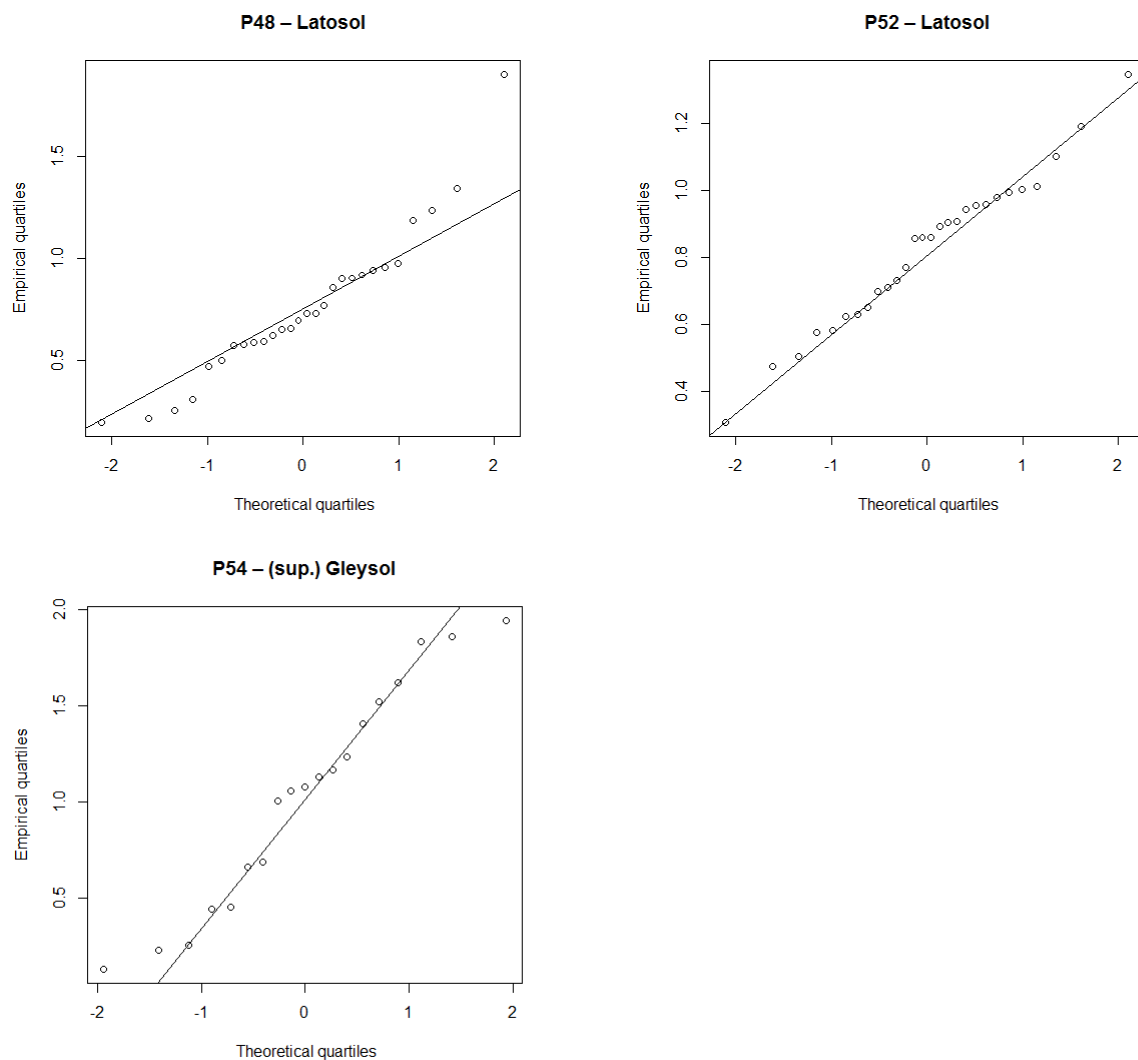 P48 – Latosol
Empirical quartiles
1.5
1.0
0.5
-2 -1 0 1 2
Theoretical quartiles
P52 – Latosol
Empirical quartiles
1.2
1.0
0.8
0.6
0.4
-2 -1 0 1 2
Theoretical quartiles
P54 – (sup.) Gleysol
Empirical quartiles
2.0
1.5
1.0
0.5
-2 -1 0 1 2
Theoretical quartiles